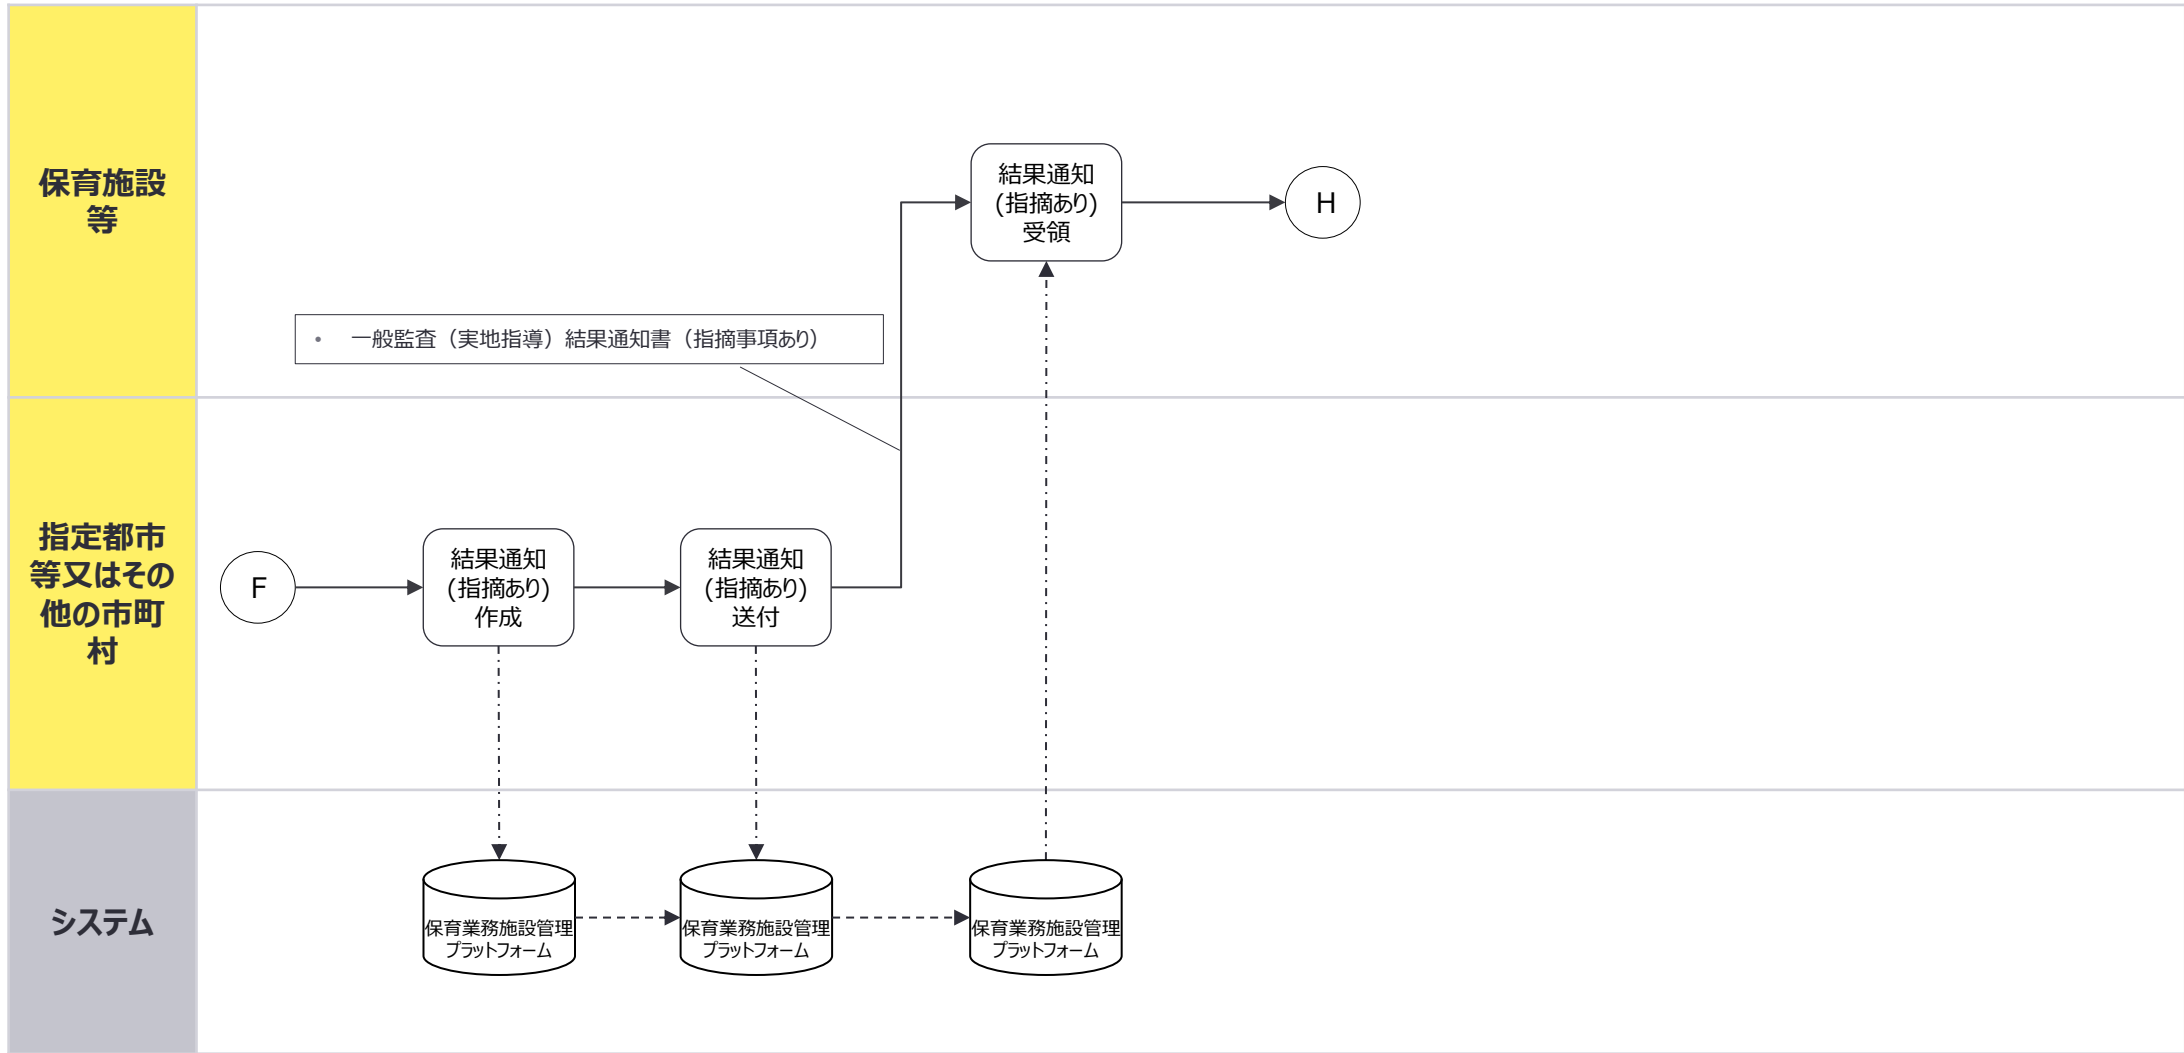 保育施設
等
結果通知
(指摘あり)
受領
H
• 一般監査（実地指導）結果通知書（指摘事項あり）
指定都市
等又はその
他の市町
村
F
結果通知
(指摘あり)
作成
結果通知
(指摘あり)
送付
システム
保育業務施設管理
プラットフォーム
保育業務施設管理
プラットフォーム
保育業務施設管理
プラットフォーム